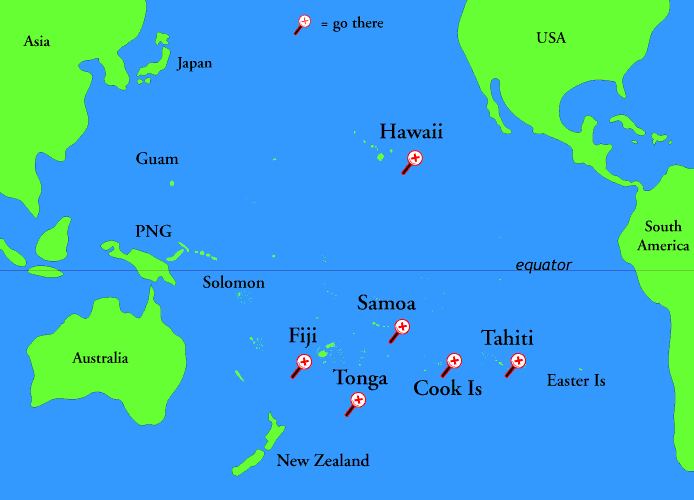 = go there
Asia
USA
Japan
Hawaii
Guam
PNG
South
America
equator
Solomon
Samoa
Fiji
Tahiti
Australia
Tonga
Cook Is
Easter Is
New Zealand